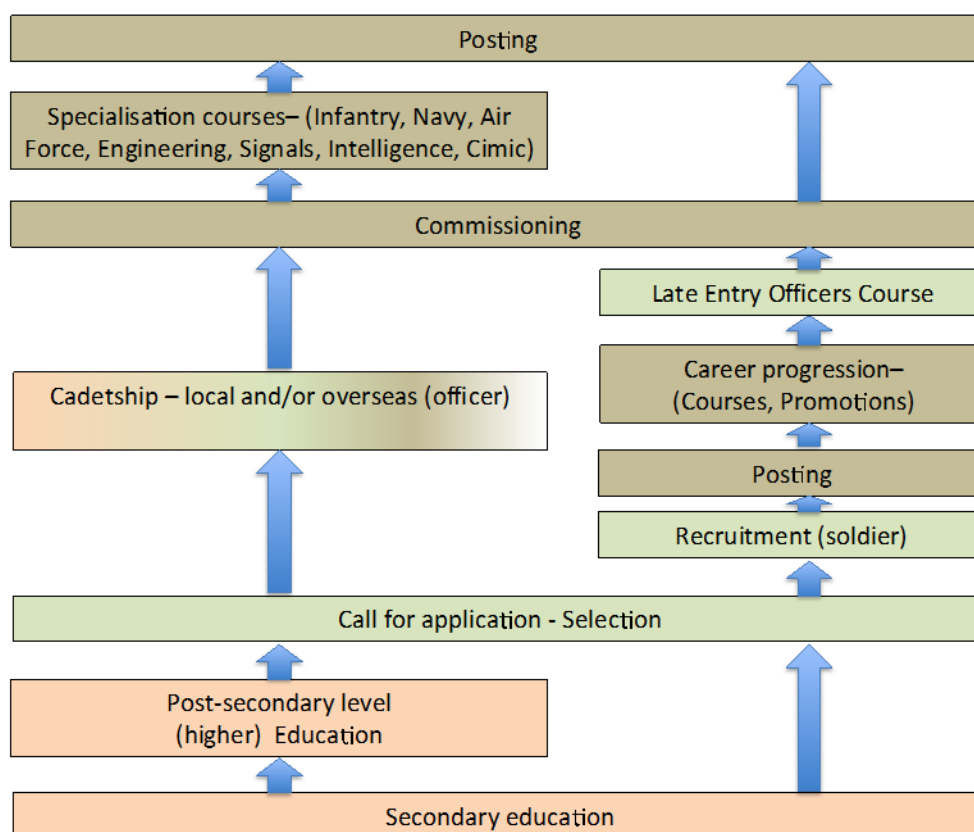 Posting
Specialisation courses– (Infantry, Navy, Air
Force, Engineering, Signals, Intelligence, Cimic)
Commissioning
Late Entry Officers Course
Career progression–
(Courses, Promotions)
Cadetship – local and/or overseas (officer)
Posting
Recruitment (soldier)
Call for application - Selection
Post-secondary level
(higher) Education
Secondary education